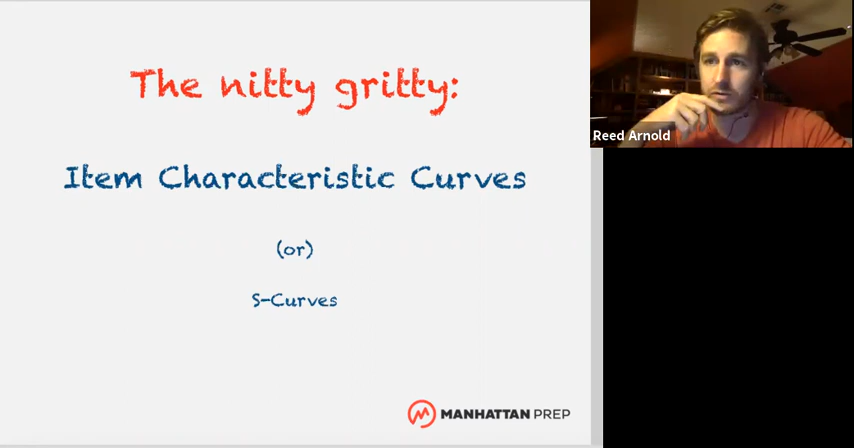 The nitty gritty:
Item Characteristic Curves
(or)
S-Curves
MANHATTAN PREP
Reed Arnold